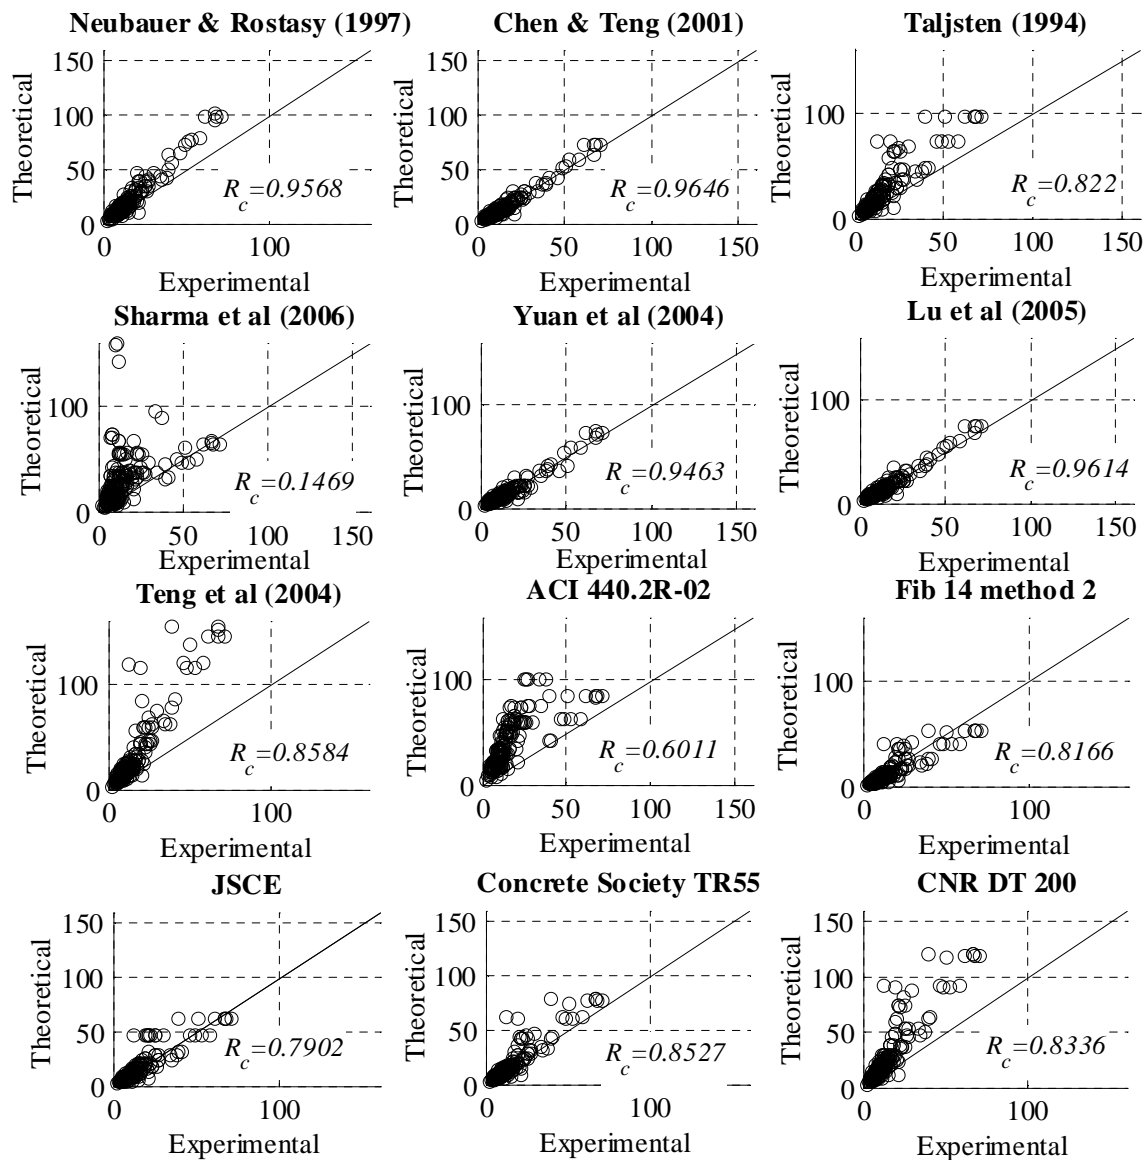 Neubauer & Rostasy (1997)
150
100
50
0
Theoretical
R_c=0.9568
0 100
Experimental
Chen & Teng (2001)
150
100
50
0
Theoretical
R_c=0.9646
0 50 100 150
Experimental
Taljsten (1994)
100
0
Theoretical
R_c=0.822
0 50 100 150
Experimental
Sharma et al (2006)
100
0
Theoretical
R_c=0.1469
0 50 100 150
Experimental
Yuan et al (2004)
100
0
Theoretical
R_c=0.9463
0 50 100 150
Experimental
Lu et al (2005)
100
0
Theoretical
R_c=0.9614
0 50 100 150
Experimental
Teng et al (2004)
100
0
Theoretical
R_c=0.8584
0 100
Experimental
ACI 440.2R-02
100
0
Theoretical
R_c=0.6011
0 50 100 150
Experimental
Fib 14 method 2
100
0
Theoretical
R_c=0.8166
0 100
Experimental
JSCE
150
100
50
0
Theoretical
R_c=0.7902
0 100
Experimental
Concrete Society TR55
150
100
50
0
Theoretical
R_c=0.8527
0 100
Experimental
CNR DT 200
150
100
50
0
Theoretical
R_c=0.8336
0 100
Experimental